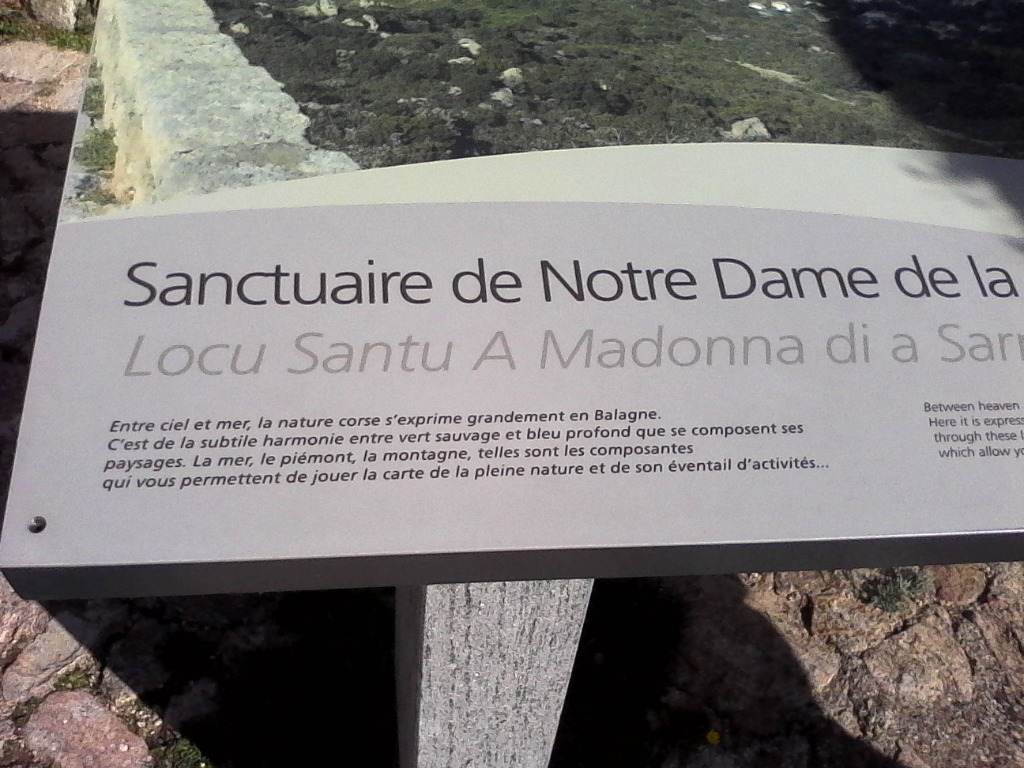 Sanctuaire de Notre Dame de la
Locu Santu A Madonna di a
Entre ciel et mer, la nature corse s'exprime grandement en Balagne.
C'est de la subtile harmonie entre vert sauvage et bleu profond que se composent ses
paysages. La mer, le piémont, la montagne, telles sont les composantes
qui vous permettent de jouer la carte de la pleine nature et de son éventail d'activités...
Between heaven
Here it is
through these
which allow